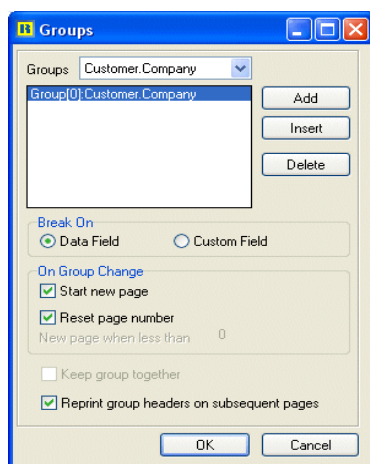 Groups
Groups Customer.Company
Group[0]:Customer.Company
Add
Insert
Delete
Break On
Data Field Custom Field
On Group Change
Start new page
Reset page number
New page when less than 0
Keep group together
Reprint group headers on subsequent pages
OK Cancel